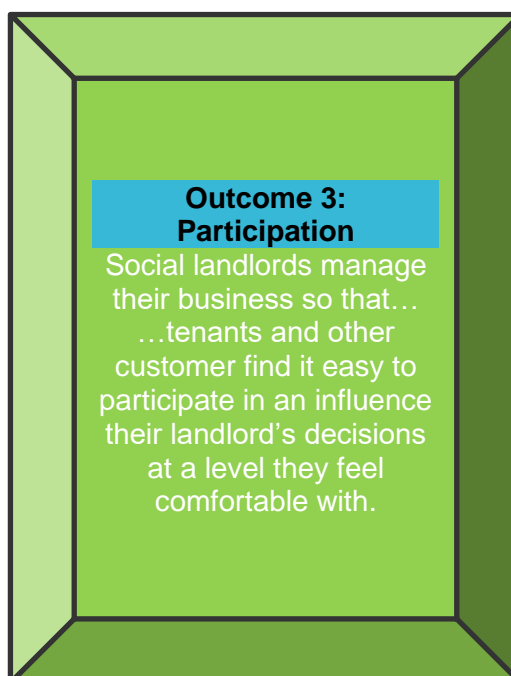 Outcome 3:
Participation
Social landlords manage
their business so that…
…tenants and other
customer find it easy to
participate in an influence
their landlord’s decisions
at a level they feel
comfortable with.